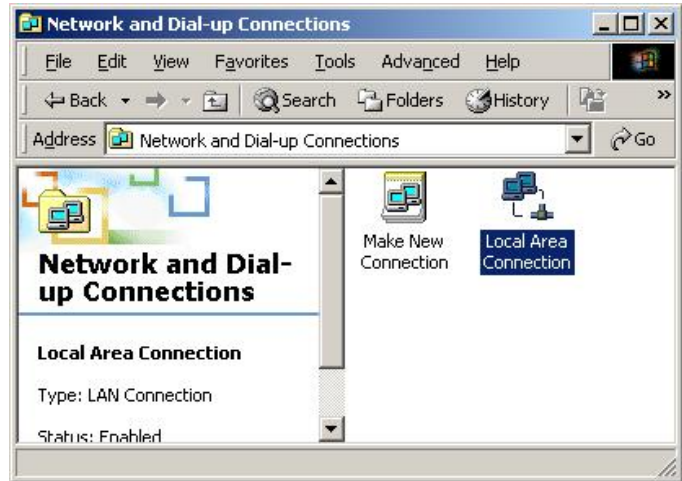 Network and Dial-up Connections
File Edit View Favorites Tools Advanced Help
Back Search Folders History »
Address Network and Dial-up Connections Go
Make New Connection
Local Area Connection
Network and Dial-
up Connections
Local Area Connection
Type: LAN Connection
Status: Enabled